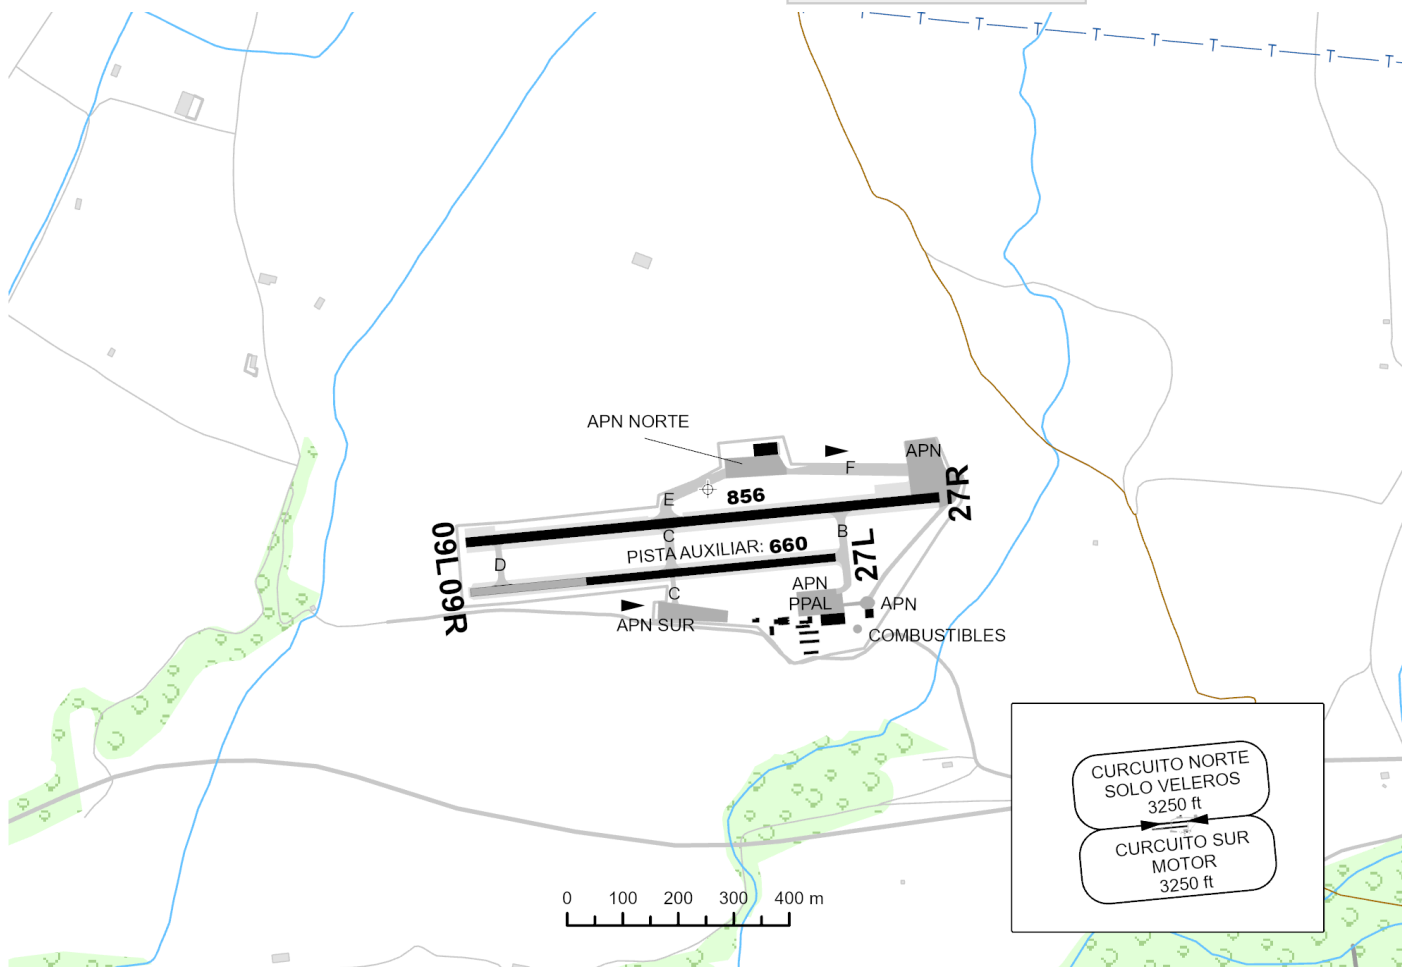 T T T T T T T T T T
APN NORTE
APN
F
27R
E
856
09L
C
B
PISTA AUXILIAR: 660
27L
D
09R
C
APN
PPAL
APN
APN SUR
COMBUSTIBLES
CURCUITO NORTE
SOLO VELEROS
3250 ft
CURCUITO SUR
MOTOR
3250 ft
0 100 200 300 400 m